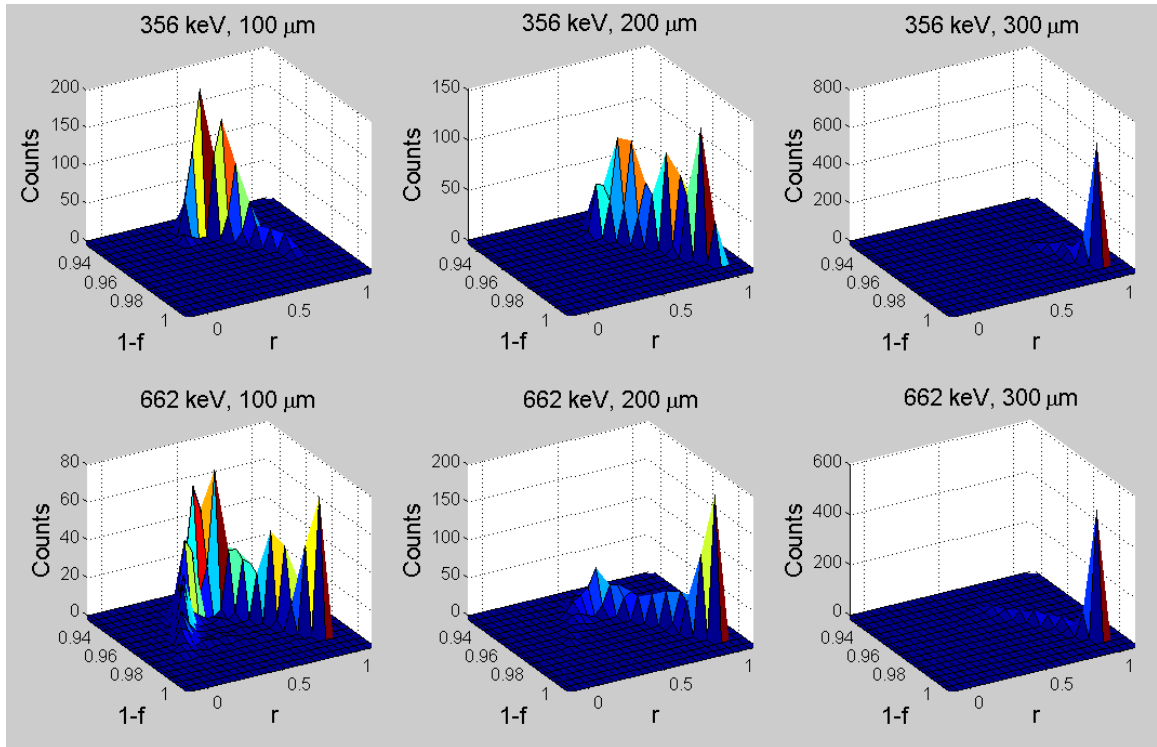 356 keV, 100 μm
200
150
100
50
0
Counts
0.94
0.96
0.98
1
1-f
0
0.5
1
r
356 keV, 200 μm
150
100
50
0
Counts
0.94
0.96
0.98
1
1-f
0
0.5
1
r
356 keV, 300 μm
800
600
400
200
0
Counts
0.94
0.96
0.98
1
1-f
0
0.5
1
r
662 keV, 100 μm
80
60
40
20
0
Counts
0.94
0.96
0.98
1
1-f
0
0.5
1
r
662 keV, 200 μm
200
150
100
50
0
Counts
0.94
0.96
0.98
1
1-f
0
0.5
1
r
662 keV, 300 μm
600
400
200
0
Counts
0.94
0.96
0.98
1
1-f
0
0.5
1
r